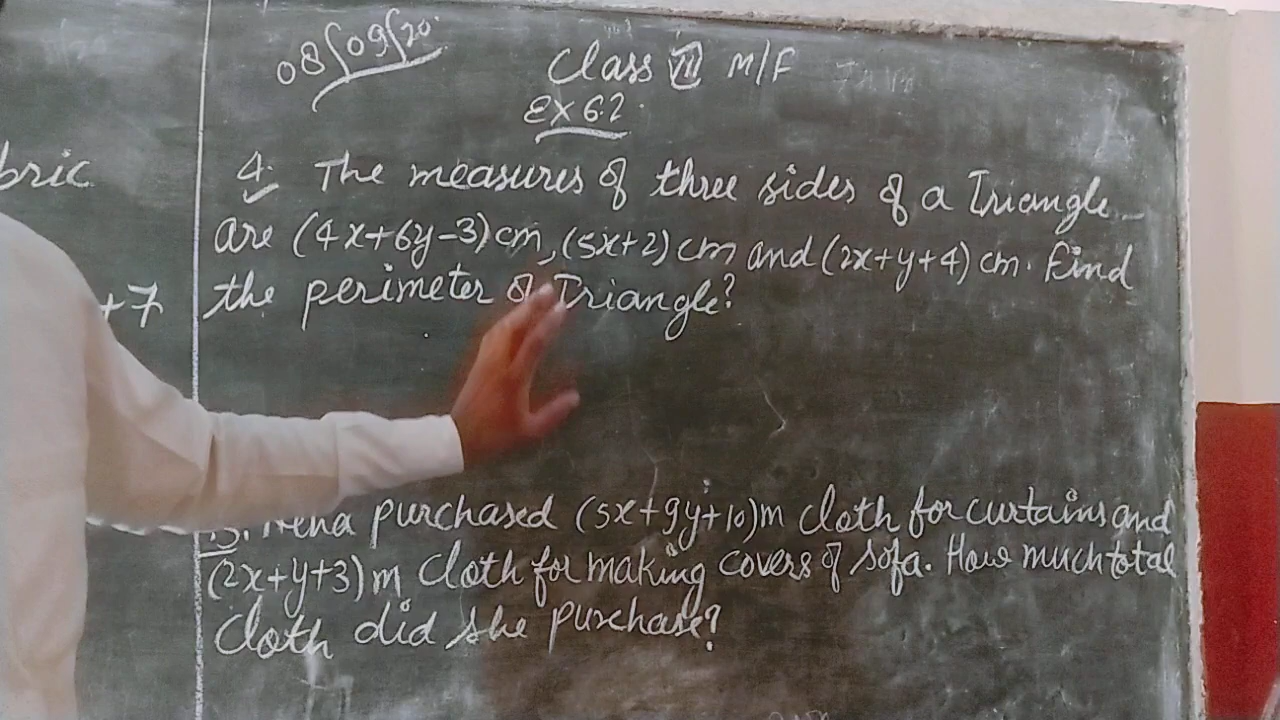 08/09/20
Class VII M/F
Ex 6.2
bric
4. The measures of three sides of a Triangle
are (4x+6y-3)cm, (5x+2) cm and (2x+y+4) cm. Find
+7
the perimeter of Triangle?
5. Neha purchased (5x+9y+10)m cloth for curtains and
(2x+y+3)m cloth for making covers of sofa. How much total
cloth did she purchase?